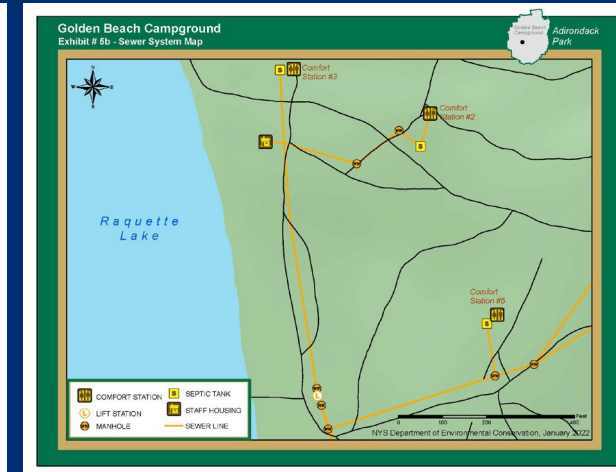 Golden Beach Campground
Exhibit # 5b - Sewer System Map
Golden Beach
Campground
Adirondack
Park
N
S
Comfort
Station #3
Comfort
Station #2
S
Raquette
Lake
Comfort
Station #5
S
COMFORT STATION
S SEPTIC TANK
L LIFT STATION
STAFF HOUSING
MANHOLE
SEWER LINE
L
Feet
0 100 200 400
NYS Department of Environmental Conservation, January 2022